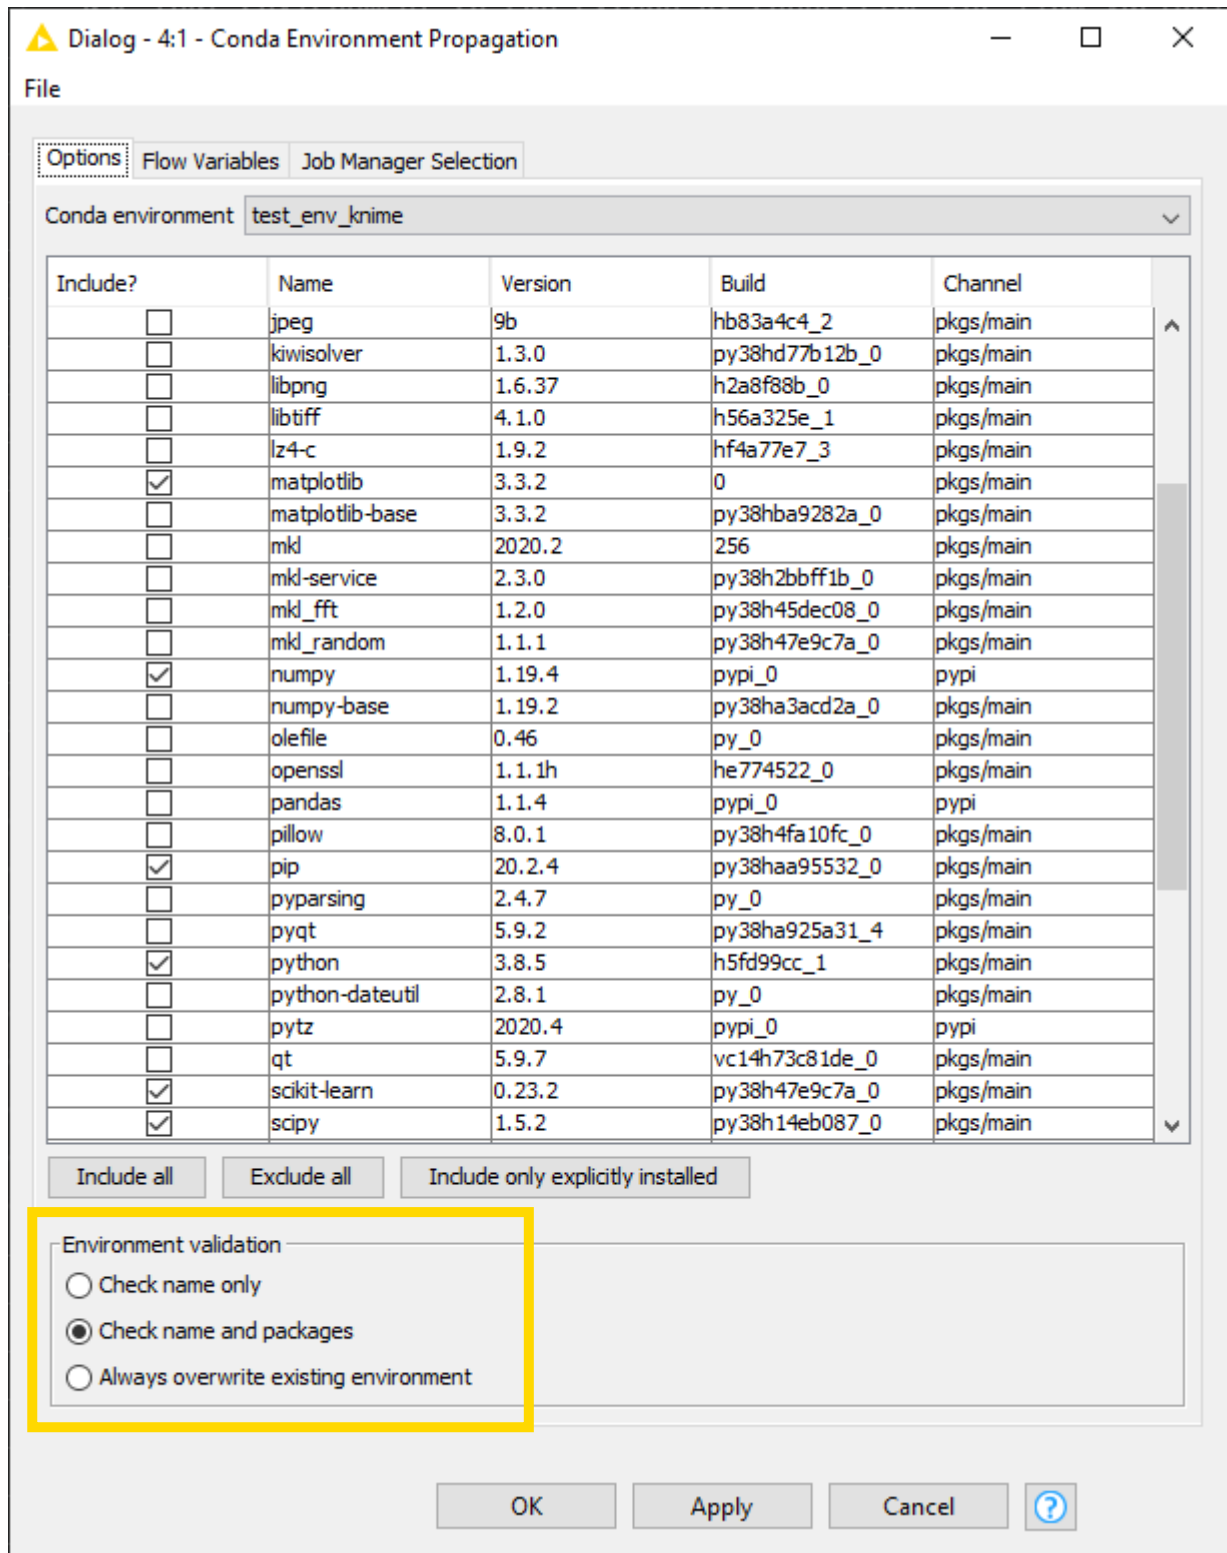 Dialog - 4:1 - Conda Environment Propagation
File
Options Flow Variables Job Manager Selection
Conda environment test_env_knime
Include? Name Version Build Channel
jpeg 9b hb83a4c4_2 pkgs/main
kiwisolver 1.3.0 py38hd77b12b_0 pkgs/main
libpng 1.6.37 h2a8f88b_0 pkgs/main
libtiff 4.1.0 h56a325e_1 pkgs/main
lz4-c 1.9.2 hf4a77e7_3 pkgs/main
matplotlib 3.3.2 0 pkgs/main
matplotlib-base 3.3.2 py38hba9282a_0 pkgs/main
mkl 2020.2 256 pkgs/main
mkl-service 2.3.0 py38h2bbff1b_0 pkgs/main
mkl_fft 1.2.0 py38h45dec08_0 pkgs/main
mkl_random 1.1.1 py38h47e9c7a_0 pkgs/main
numpy 1.19.4 pypi_0 pypi
numpy-base 1.19.2 py38ha3acd2a_0 pkgs/main
olefile 0.46 py_0 pkgs/main
openssl 1.1.1h he774522_0 pkgs/main
pandas 1.1.4 pypi_0 pypi
pillow 8.0.1 py38h4fa10fc_0 pkgs/main
pip 20.2.4 py38haa95532_0 pkgs/main
pyparsing 2.4.7 py_0 pkgs/main
pyqt 5.9.2 py38ha925a31_4 pkgs/main
python 3.8.5 h5fd99cc_1 pkgs/main
python-dateutil 2.8.1 py_0 pkgs/main
pytz 2020.4 pypi_0 pypi
qt 5.9.7 vc14h73c81de_0 pkgs/main
scikit-learn 0.23.2 py38h47e9c7a_0 pkgs/main
scipy 1.5.2 py38h14eb087_0 pkgs/main
Include all Exclude all Include only explicitly installed
Environment validation
Check name only
Check name and packages
Always overwrite existing environment
OK Apply Cancel ?